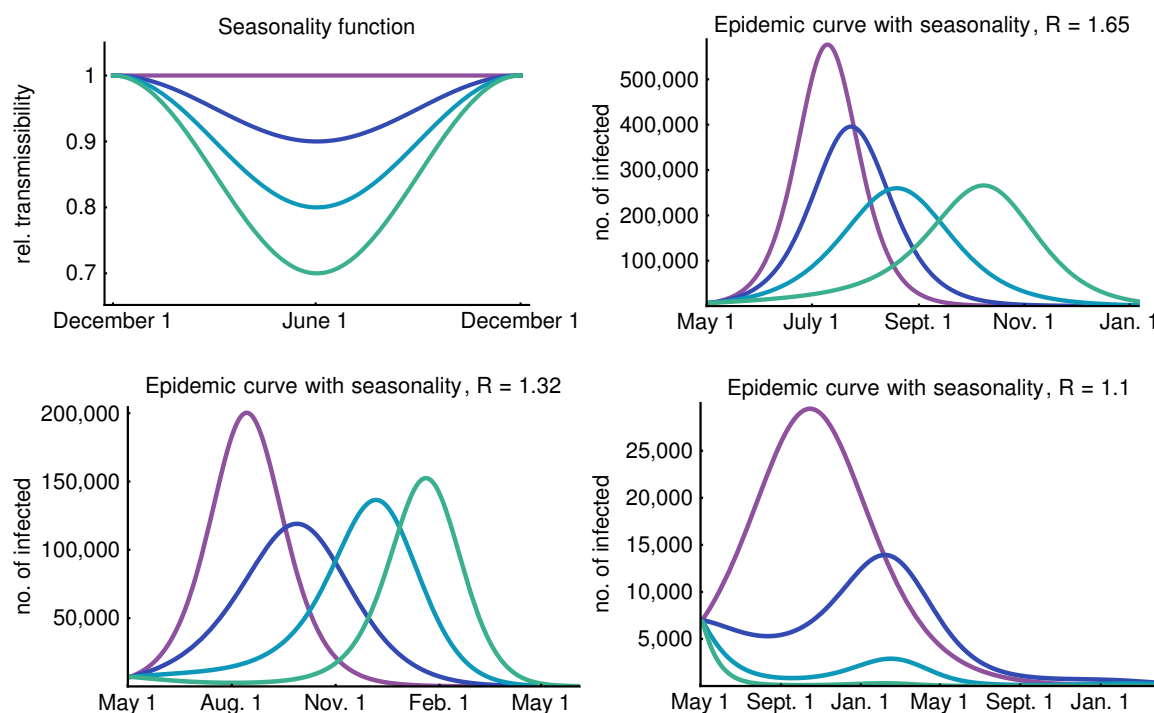 Seasonality function
rel. transmissibility
1
0.9
0.8
0.7
December 1 June 1 December 1
Epidemic curve with seasonality, R = 1.65
no. of infected
500,000
400,000
300,000
200,000
100,000
May 1 July 1 Sept. 1 Nov. 1 Jan. 1
Epidemic curve with seasonality, R = 1.32
no. of infected
200,000
150,000
100,000
50,000
May 1 Aug. 1 Nov. 1 Feb. 1 May 1
Epidemic curve with seasonality, R = 1.1
no. of infected
25,000
20,000
15,000
10,000
5,000
May 1 Sept. 1 Jan. 1 May 1 Sept. 1 Jan. 1